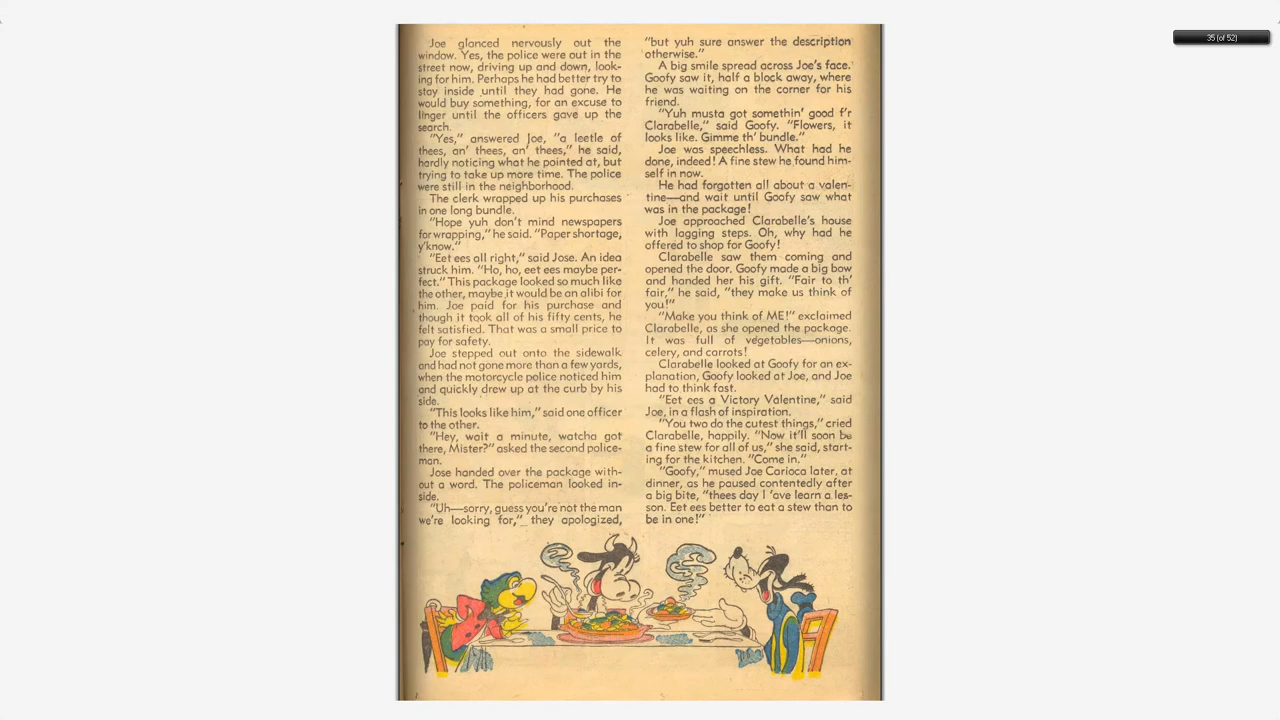 35 (of 52)
Joe glanced nervously out the
window. Yes, the police were out in the
street now, driving up and down, look-
ing for him. Perhaps he had better try to
stay inside until they had gone. He
would buy something, for an excuse to
linger until the officers gave up the
search.
"Yes," answered Joe, "a leetle of
thees, an' thees, an' thees," he said,
hardly noticing what he pointed at, but
trying to take up more time. The police
were still in the neighborhood.
The clerk wrapped up his purchases
in one long bundle.
"Hope yuh don't mind newspapers
for wrapping," he said. "Paper shortage,
y'know."
"Eet ees all right," said Jose. An idea
struck him. "Ho, ho, eet ees maybe per-
fect." This package looked so much like
the other, maybe it would be an alibi for
him. Joe paid for his purchase and
though it took all of his fifty cents, he
felt satisfied. That was a small price to
pay for safety.
Joe stepped out onto the sidewalk
and had not gone more than a few yards,
when the motorcycle police noticed him
and quickly drew up at the curb by his
side.
"This looks like him," said one officer
to the other.
"Hey, wait a minute, watcha got
there, Mister?" asked the second police-
man.
Jose handed over the package with-
out a word. The policeman looked in-
side.
"Uh—sorry, guess you're not the man
we're looking for," they apologized,
"but yuh sure answer the description
otherwise."
A big smile spread across Joe's face.
Goofy saw it, half a block away, where
he was waiting on the corner for his
friend.
"Yuh musta got somethin' good f'r
Clarabelle," said Goofy. "Flowers, it
looks like. Gimme th' bundle."
Joe was speechless. What had he
done, indeed! A fine stew he found him-
self in now.
He had forgotten all about a valen-
tine—and wait until Goofy saw what
was in the package!
Joe approached Clarabelle's house
with lagging steps. Oh, why had he
offered to shop for Goofy!
Clarabelle saw them coming and
opened the door. Goofy made a big bow
and handed her his gift. "Fair to th'
fair," he said, "they make us think of
you!"
"Make you think of ME!" exclaimed
Clarabelle, as she opened the package.
It was full of vegetables—onions,
celery, and carrots!
Clarabelle looked at Goofy for an ex-
planation, Goofy looked at Joe, and Joe
had to think fast.
"Eet ees a Victory Valentine," said
Joe, in a flash of inspiration.
"You two do the cutest things," cried
Clarabelle, happily. "Now it'll soon be
a fine stew for all of us," she said, start-
ing for the kitchen. "Come in."
"Goofy," mused Joe Carioca later, at
dinner, as he paused contentedly after
a big bite, "thees day I 'ave learn a les-
son. Eet ees better to eat a stew than to
be in one!"